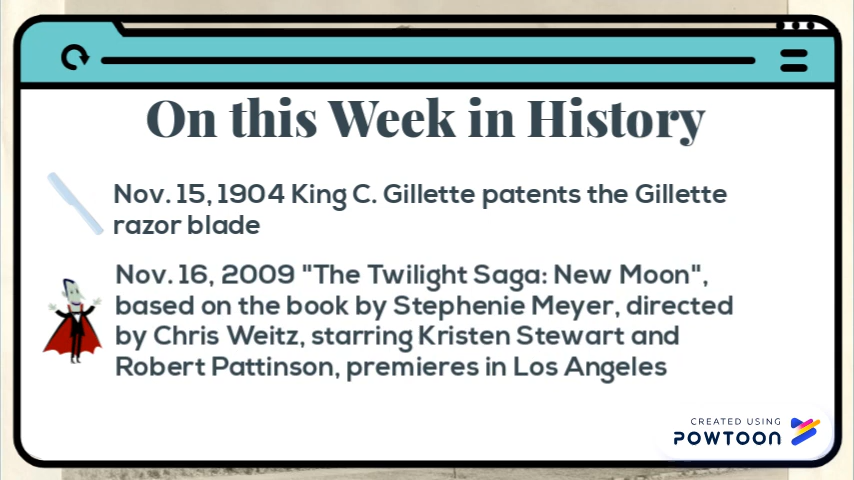 On this Week in History
Nov. 15, 1904 King C. Gillette patents the Gillette
razor blade
Nov. 16, 2009 "The Twilight Saga: New Moon",
based on the book by Stephenie Meyer, directed
by Chris Weitz, starring Kristen Stewart and
Robert Pattinson, premieres in Los Angeles
CREATED USING
POWTOON